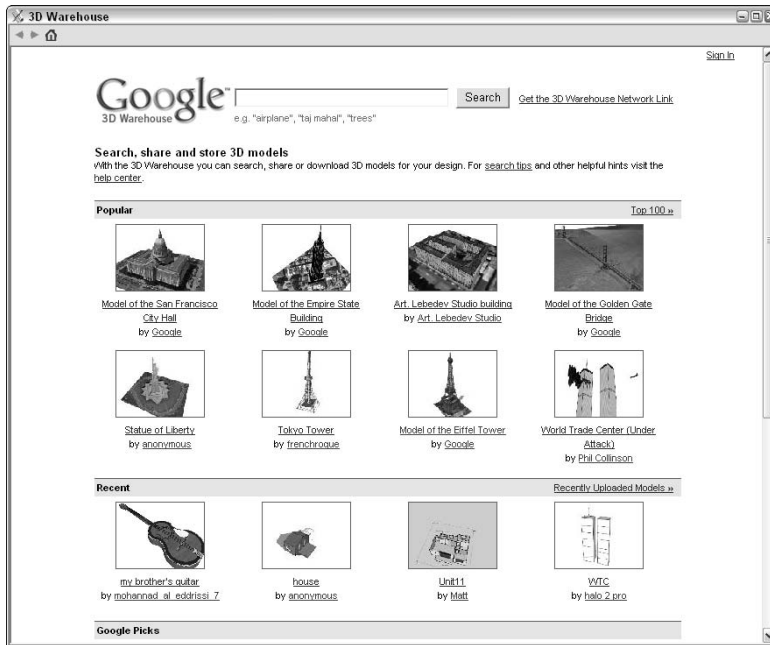 3D Warehouse
Sign In
Google™
3D Warehouse
Search
Get the 3D Warehouse Network Link
e.g. "airplane", "taj mahal", "trees"
Search, share and store 3D models
With the 3D Warehouse you can search, share or download 3D models for your design. For search tips and other helpful hints visit the
help center.
Popular
Top 100 »
Model of the San Francisco
City Hall
by Google
Model of the Empire State
Building
by Google
Art. Lebedev Studio building
by Art. Lebedev Studio
Model of the Golden Gate
Bridge
by Google
Statue of Liberty
by anonymous
Tokyo Tower
by frenchroque
Model of the Eiffel Tower
by Google
World Trade Center (Under
Attack)
by Phil Collinson
Recent
Recently Uploaded Models »
my brother's guitar
by mohannad_al_eddrissi_7
house
by anonymous
Unit11
by Matt
WTC
by halo 2 pro
Google Picks